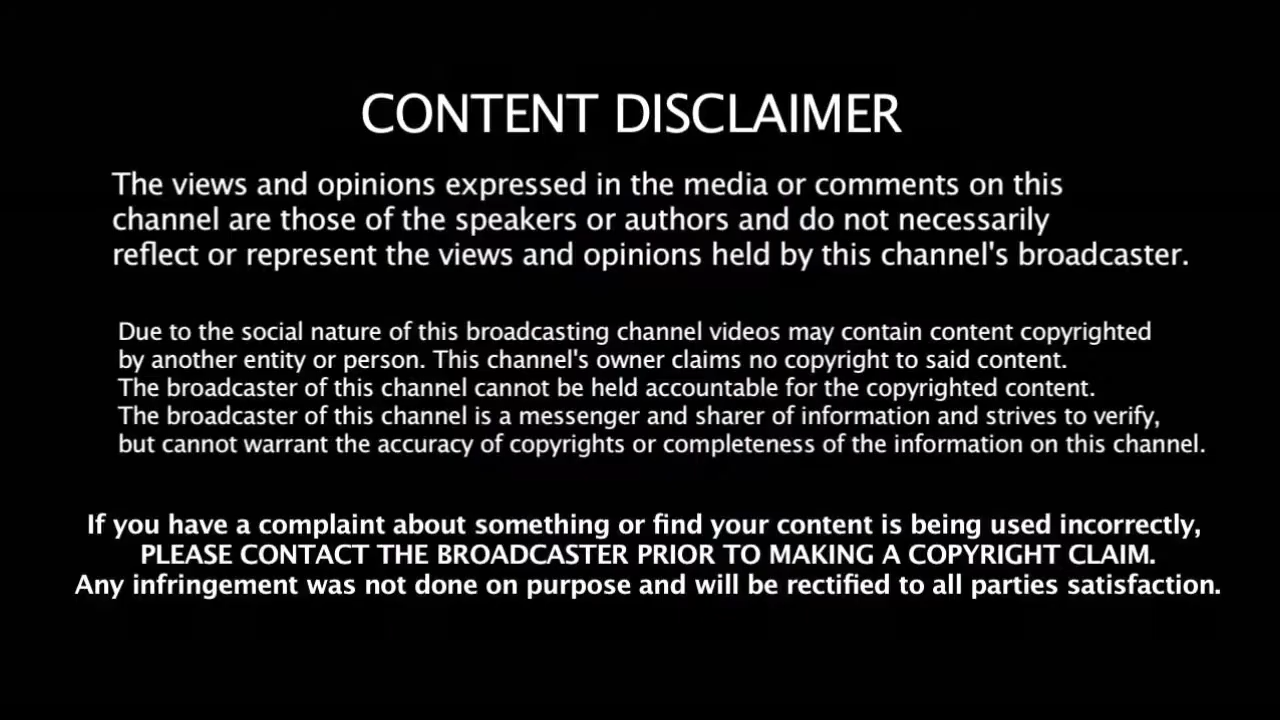 CONTENT DISCLAIMER
The views and opinions expressed in the media or comments on this
channel are those of the speakers or authors and do not necessarily
reflect or represent the views and opinions held by this channel's broadcaster.
Due to the social nature of this broadcasting channel videos may contain content copyrighted
by another entity or person. This channel's owner claims no copyright to said content.
The broadcaster of this channel cannot be held accountable for the copyrighted content.
The broadcaster of this channel is a messenger and sharer of information and strives to verify,
but cannot warrant the accuracy of copyrights or completeness of the information on this channel.
If you have a complaint about something or find your content is being used incorrectly,
PLEASE CONTACT THE BROADCASTER PRIOR TO MAKING A COPYRIGHT CLAIM.
Any infringement was not done on purpose and will be rectified to all parties satisfaction.